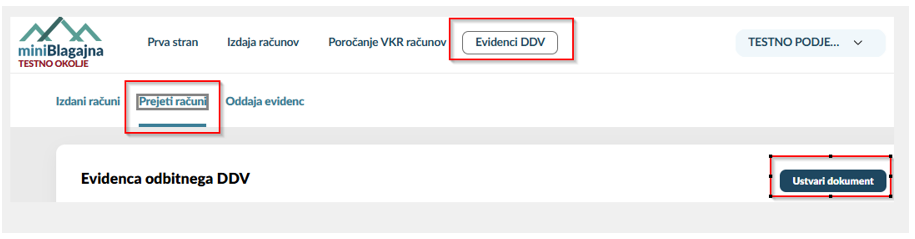 miniBlagajna
TESTNO OKOLJE
Prva stran Izdaja računov Poročanje VKR računov Evidenci DDV TESTNO PODJE...
Izdani računi Prejeti računi Oddaja evidenc
Evidenca odbitnega DDV
Ustvari dokument